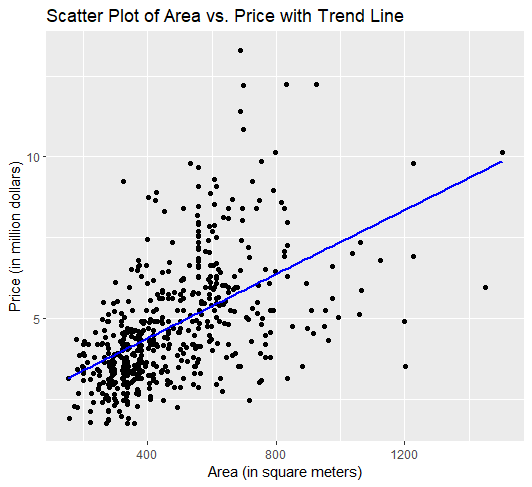 Scatter Plot of Area vs. Price with Trend Line
Price (in million dollars)
10
5
400
800
1200
Area (in square meters)